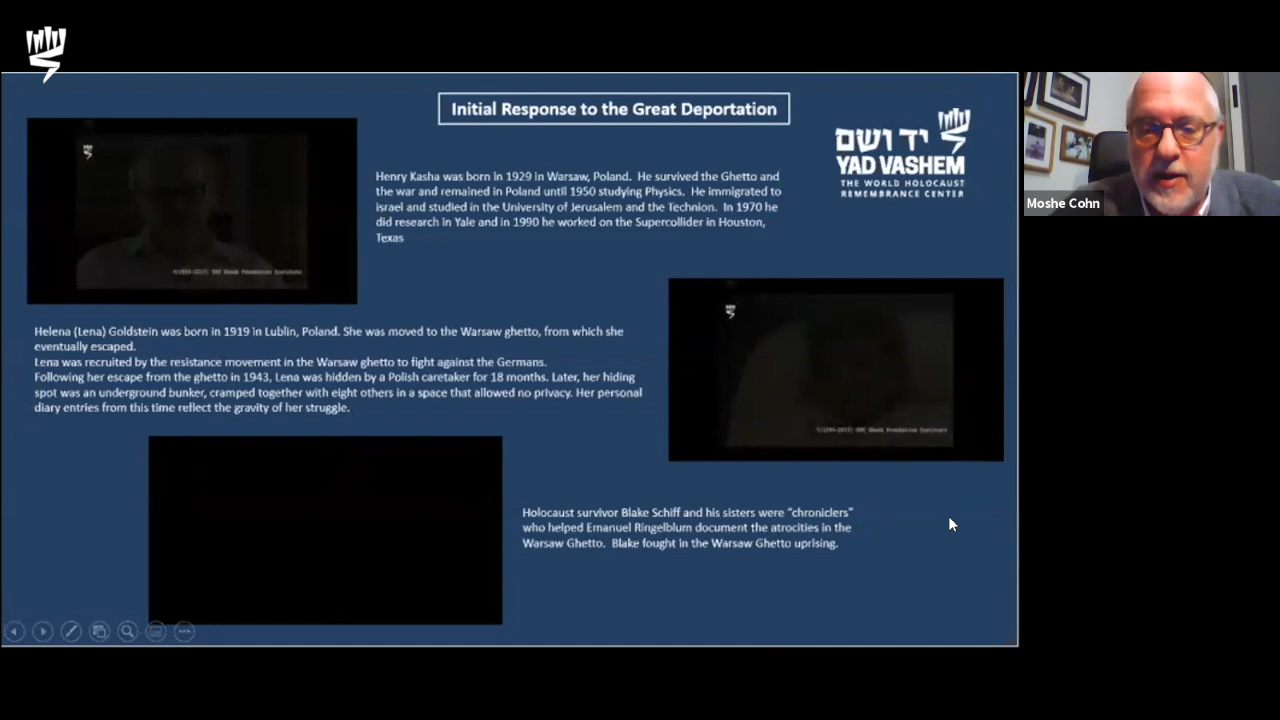 Initial Response to the Great Deportation
יד ושם
YAD VASHEM
THE WORLD HOLOCAUST
REMEMBRANCE CENTER
Moshe Cohn
Henry Kasha was born in 1929 in Warsaw, Poland. He survived the Ghetto and
the war and remained in Poland until 1950 studying Physics. He immigrated to
Israel and studied in the University of Jerusalem and the Technion. In 1970 he
did research in Yale and in 1990 he worked on the Supercollider in Houston,
Texas
Helena (Lena) Goldstein was born in 1919 in Lublin, Poland. She was moved to the Warsaw ghetto, from which she
eventually escaped.
Lena was recruited by the resistance movement in the Warsaw ghetto to fight against the Germans.
Following her escape from the ghetto in 1943, Lena was hidden by a Polish caretaker for 18 months. Later, her hiding
spot was an underground bunker, cramped together with eight others in a space that allowed no privacy. Her personal
diary entries from this time reflect the gravity of her struggle.
Holocaust survivor Blake Schiff and his sisters were “chroniclers”
who helped Emanuel Ringelblum document the atrocities in the
Warsaw Ghetto. Blake fought in the Warsaw Ghetto uprising.